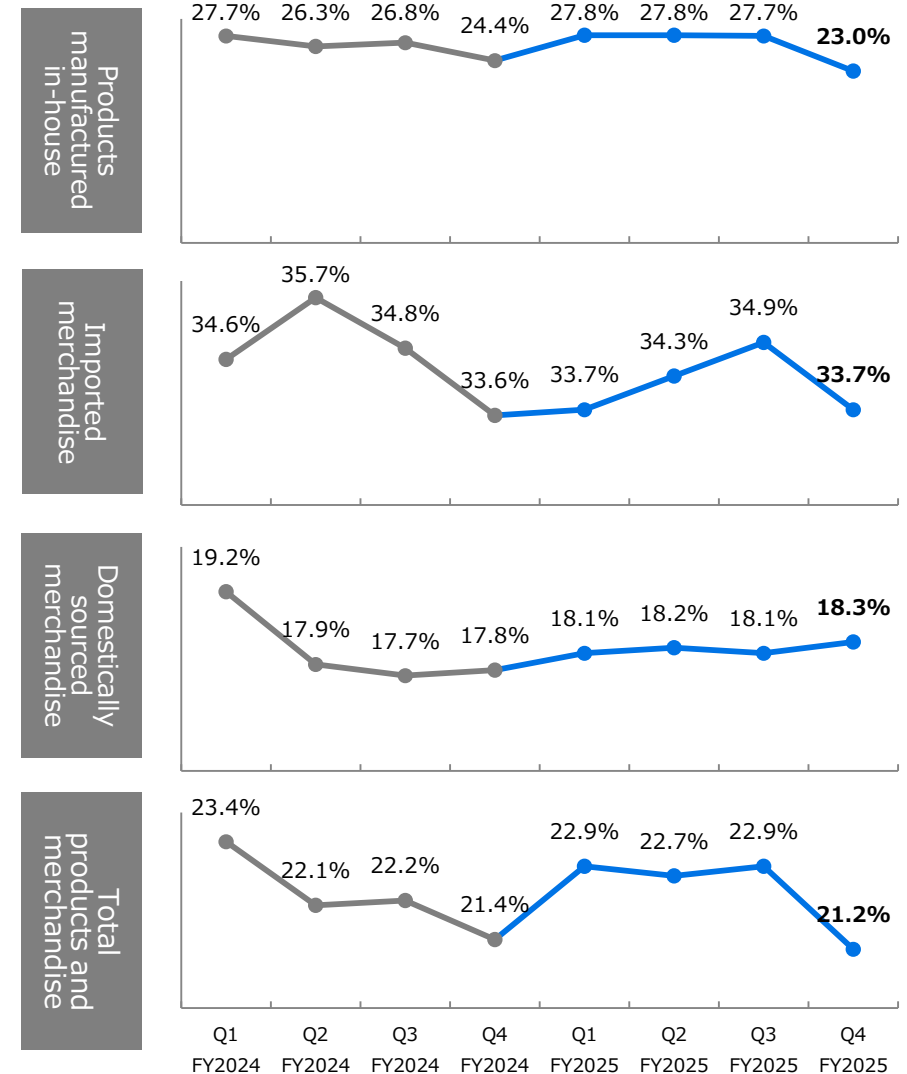 Products
manufactured
in-house
27.7% 26.3% 26.8% 24.4% 27.8% 27.8% 27.7% 23.0%
Imported
merchandise
34.6% 35.7% 34.8% 33.6% 33.7% 34.3% 34.9% 33.7%
Domestically
sourced
merchandise
19.2% 17.9% 17.7% 17.8% 18.1% 18.2% 18.1% 18.3%
Total
products and
merchandise
23.4% 22.1% 22.2% 21.4% 22.9% 22.7% 22.9% 21.2%
Q1 Q2 Q3 Q4 Q1 Q2 Q3 Q4
FY2024 FY2024 FY2024 FY2024 FY2025 FY2025 FY2025 FY2025